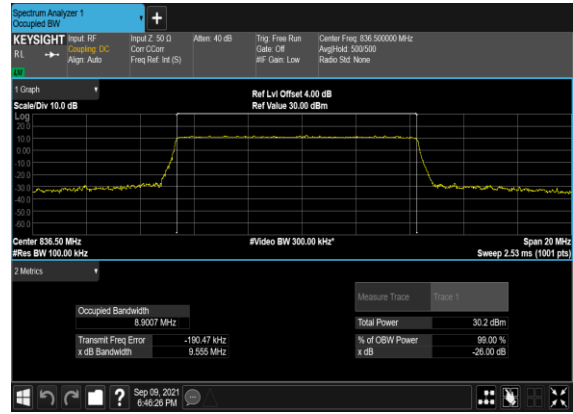 Spectrum Analyzer 1
Occupied BW
+
KEYSIGHT Input: RF Input Z: 50 Ω Atten: 40 dB Trig: Free Run Center Freq: 836.500000 MHz
RL Coupling: DC Corr CCorr Gate: Off Avg|Hold: 500/500
Align: Auto Freq Ref: Int (S) #IF Gain: Low Radio Std: None
1 Graph
Ref Lvl Offset 4.00 dB
Scale/Div 10.0 dB Ref Value 30.00 dBm
Log
20.0
10.0
0.00
-10.0
-20.0
-30.0
-40.0
-50.0
-60.0
Center 836.50 MHz #Video BW 300.00 kHz* Span 20 MHz
#Res BW 100.00 kHz Sweep 2.53 ms (1001 pts)
2 Metrics
Measure Trace Trace 1
Occupied Bandwidth
8.9007 MHz Total Power 30.2 dBm
Transmit Freq Error -190.47 kHz % of OBW Power 99.00 %
x dB Bandwidth 9.555 MHz x dB -26.00 dB
? Sep 09, 2021
6:46:26 PM